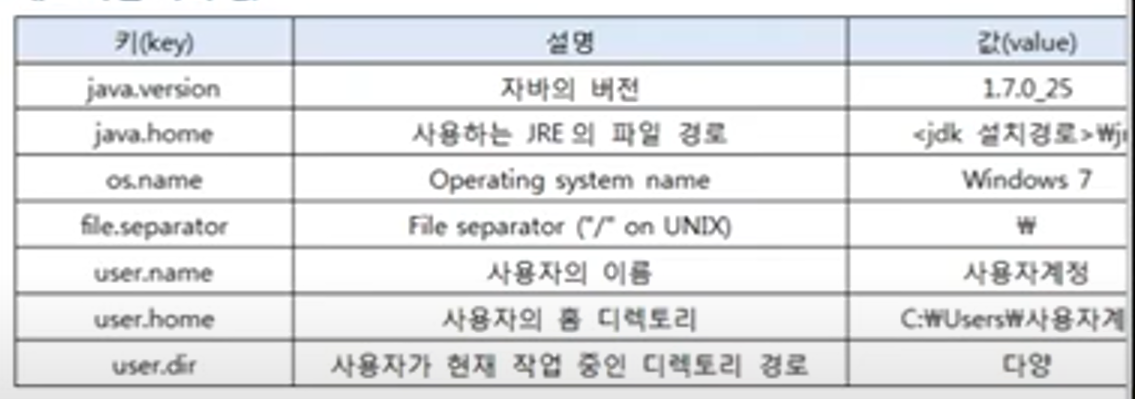 키(key) 설명 값(value)
java.version 자바의 버전 1.7.0_25
java.home 사용하는 JRE의 파일 경로 <jdk 설치경로>₩j
os.name Operating system name Windows 7
file.separator File separator ("/" on UNIX) ₩
user.name 사용자의 이름 사용자계정
user.home 사용자의 홈 디렉토리 C:₩Users₩사용자계
user.dir 사용자가 현재 작업 중인 디렉토리 경로 다양